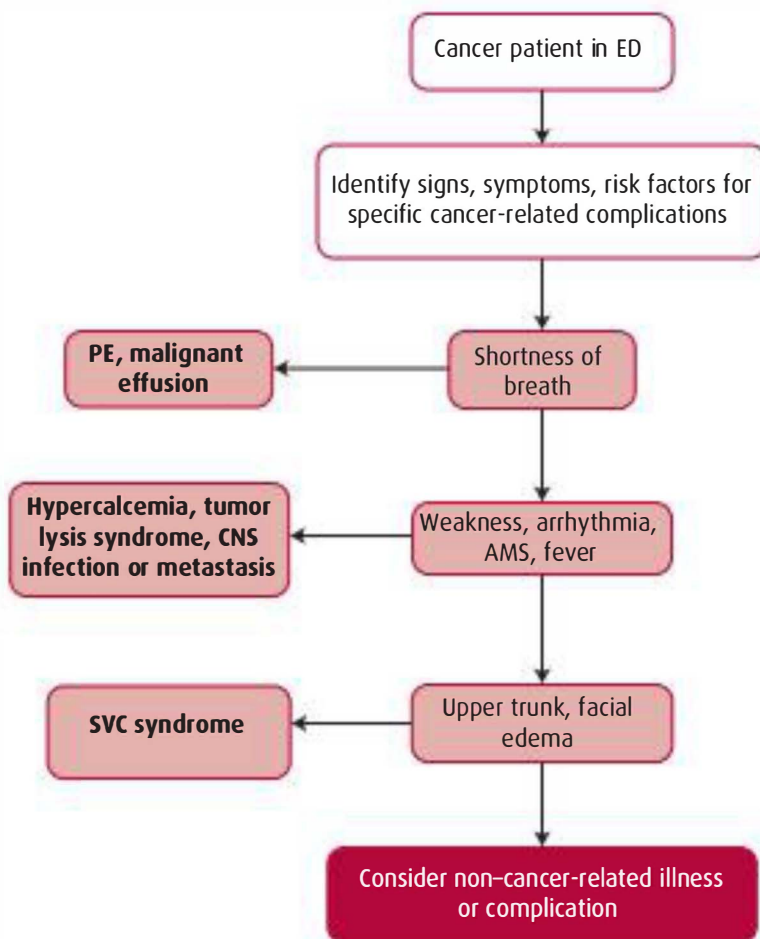 Cancer patient in ED
Identify signs, symptoms, risk factors for
specific cancer-related complications
PE, malignant
effusion
Shortness of
breath
Hypercalcemia, tumor
lysis syndrome, CNS
infection or metastasis
Weakness, arrhythmia,
AMS, fever
SVC syndrome
Upper trunk, facial
edema
Consider non–cancer-related illness
or complication